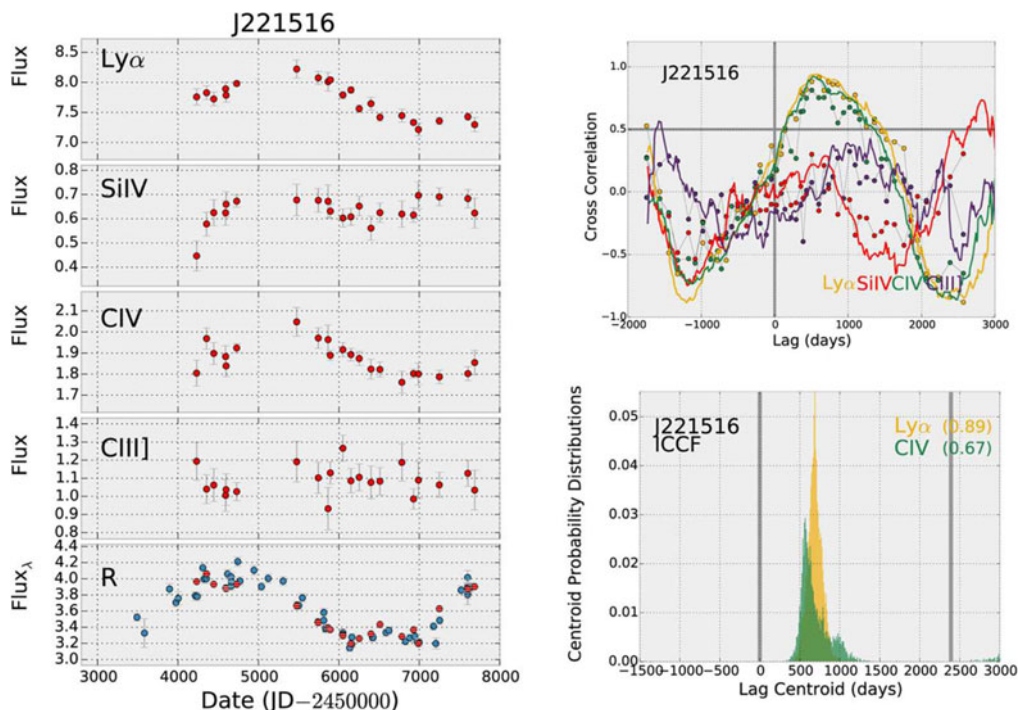 J221516
Flux
Lyα
8.5
8.0
7.5
7.0
Flux
SiIV
0.8
0.7
0.6
0.5
0.4
Flux
CIV
2.1
2.0
1.9
1.8
1.7
Flux
CIII]
1.4
1.3
1.2
1.1
1.0
0.9
0.8
Fluxλ
R
4.4
4.2
4.0
3.8
3.6
3.4
3.2
3.0
3000 4000 5000 6000 7000 8000
Date (JD−2450000)
J221516
Cross Correlation
1.0
0.5
0.0
−0.5
−1.0
LyαSiIVCIVCIII]
−2000 −1000 0 1000 2000 3000
Lag (days)
J221516
ICCF
Lyα (0.89)
CIV (0.67)
Centroid Probability Distributions
0.05
0.04
0.03
0.02
0.01
0.00
−1500−1000−500 0 500 1000 1500 2000 2500 3000
Lag Centroid (days)